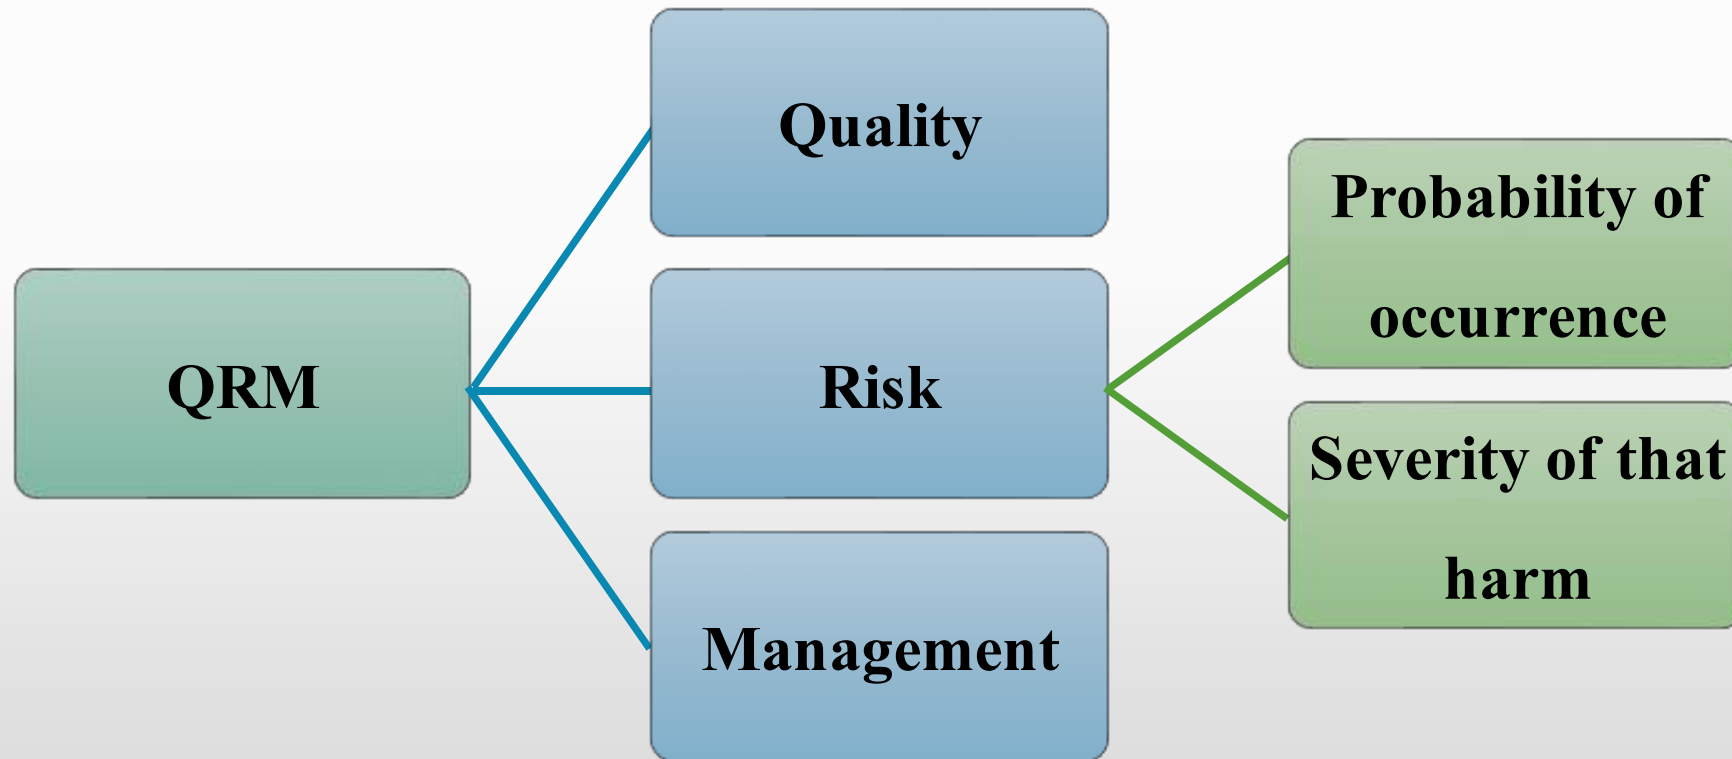 QRM
Quality
Risk
Management
Probability of
occurrence
Severity of that
harm